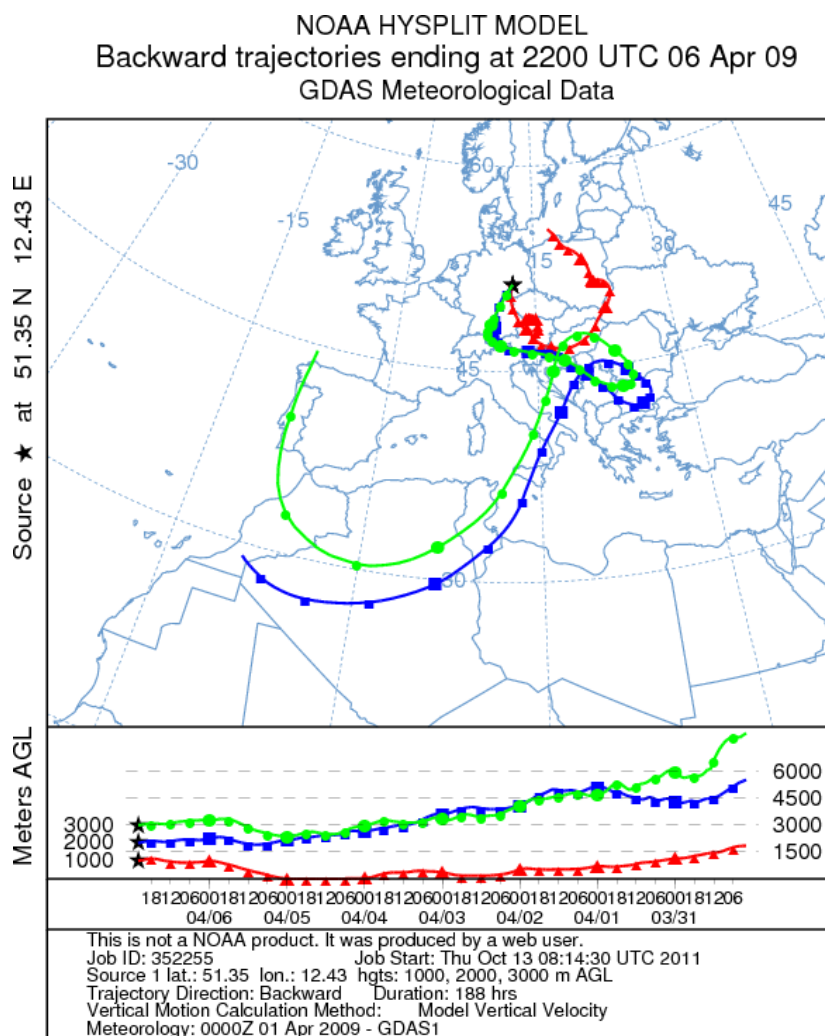 NOAA HYSPLIT MODEL
Backward trajectories ending at 2200 UTC 06 Apr 09
GDAS Meteorological Data
Source ★ at 51.35 N 12.43 E
-30
-15
0
15
30
45
60
45
30
Meters AGL
3000
2000
1000
6000
4500
3000
1500
18 12 06 00 18 12 06 00 18 12 06 00 18 12 06 00 18 12 06 00 18 12 06 00 18 12 06 00 18 12 06
04/06 04/05 04/04 04/03 04/02 04/01 03/31
This is not a NOAA product. It was produced by a web user.
Job ID: 352255 Job Start: Thu Oct 13 08:14:30 UTC 2011
Source 1 lat.: 51.35 lon.: 12.43 hgts: 1000, 2000, 3000 m AGL
Trajectory Direction: Backward Duration: 188 hrs
Vertical Motion Calculation Method: Model Vertical Velocity
Meteorology: 0000Z 01 Apr 2009 - GDAS1